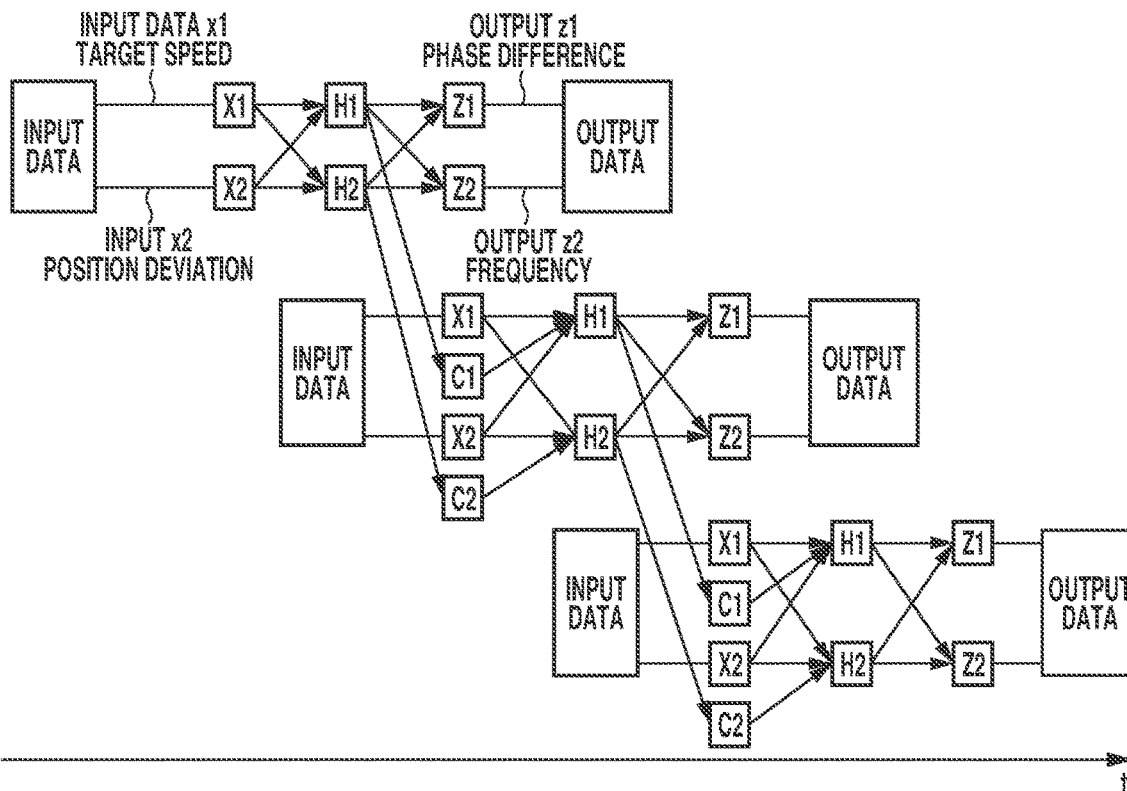 INPUT DATA x1
TARGET SPEED
OUTPUT z1
PHASE DIFFERENCE
INPUT
DATA
X1
H1
Z1
OUTPUT
DATA
X2
H2
Z2
INPUT x2
POSITION DEVIATION
OUTPUT z2
FREQUENCY
INPUT
DATA
X1
H1
Z1
OUTPUT
DATA
C1
X2
H2
Z2
C2
INPUT
DATA
X1
H1
Z1
OUTPUT
DATA
C1
X2
H2
Z2
C2
t